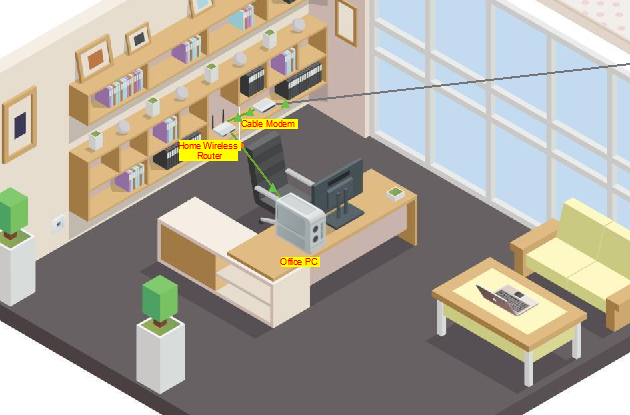 Cable Modem
Home Wireless
Router
Office PC